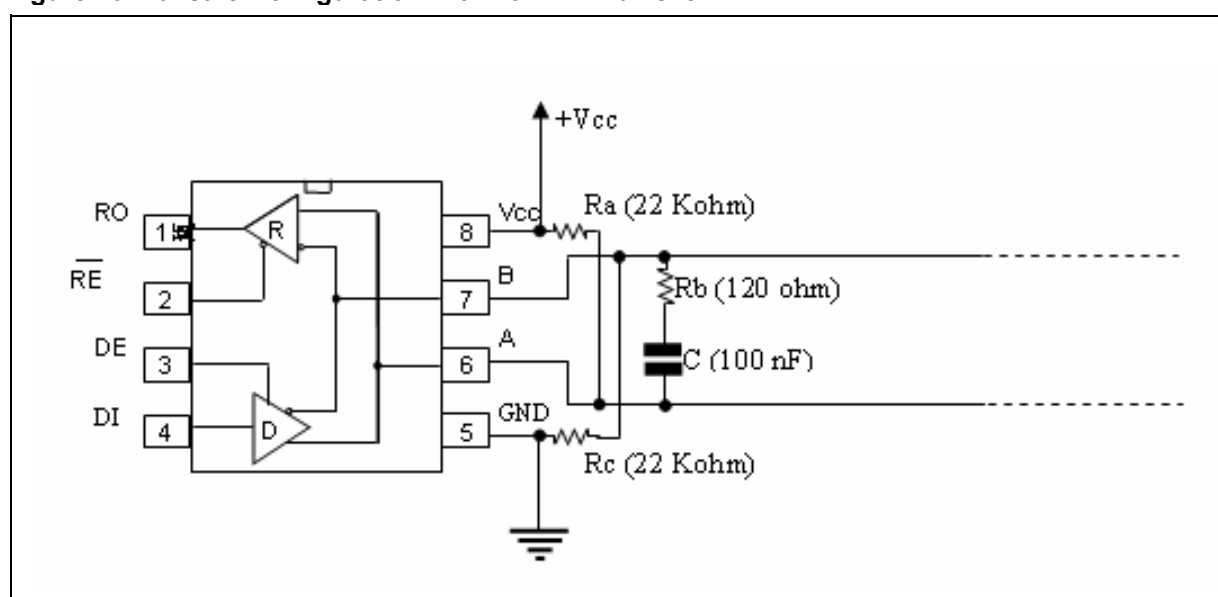 +Vcc
RO
1
R
8
Vcc
Ra (22 Kohm)
RE
2
7
B
Rb (120 ohm)
DE
3
6
A
C (100 nF)
DI
4
D
5
GND
Rc (22 Kohm)